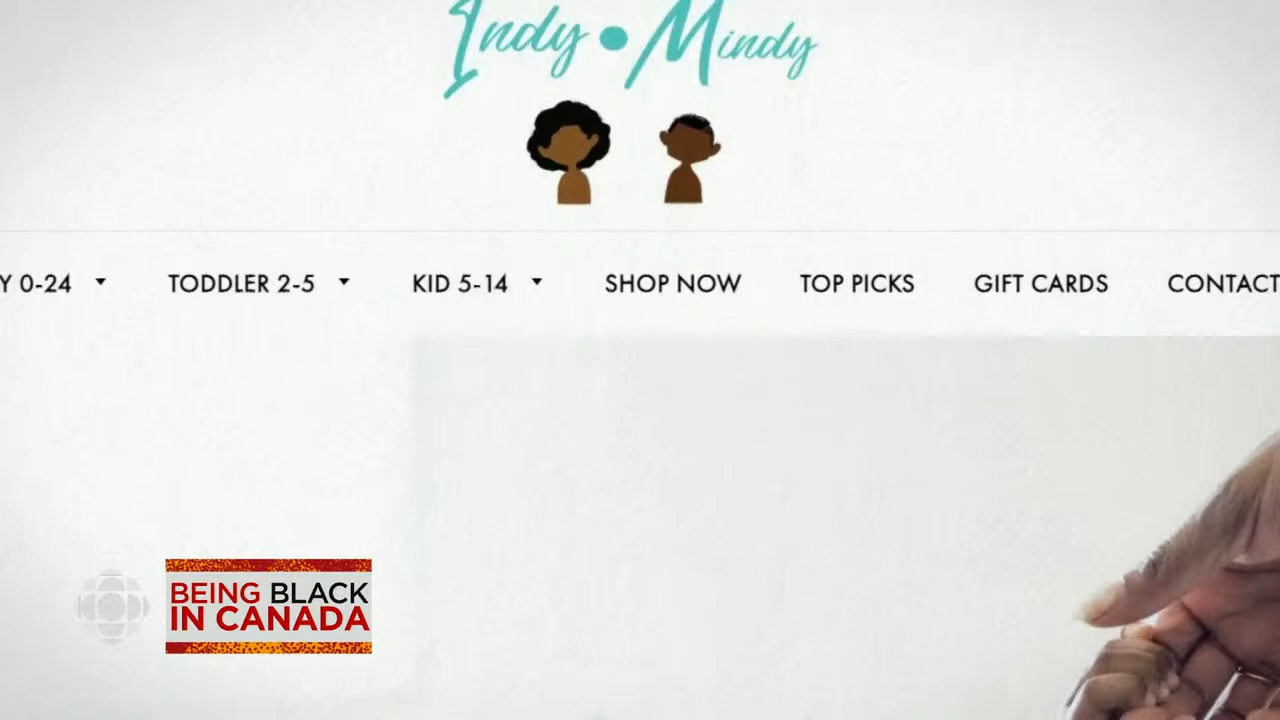 Indy • Mindy
Y 0-24 TODDLER 2-5 KID 5-14 SHOP NOW TOP PICKS GIFT CARDS CONTACT
BEING BLACK
IN CANADA